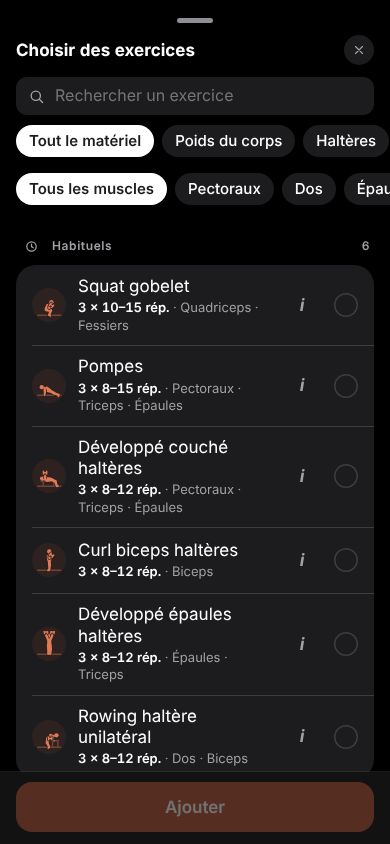 Choisir des exercices
Rechercher un exercice
Tout le matériel Poids du corps Haltères
Tous les muscles Pectoraux Dos Épau
Habituels 6
Squat gobelet
3 × 10–15 rép. · Quadriceps ·
Fessiers
i
Pompes
3 × 8–15 rép. · Pectoraux ·
Triceps · Épaules
i
Développé couché
haltères
3 × 8–12 rép. · Pectoraux ·
Triceps · Épaules
i
Curl biceps haltères
3 × 8–12 rép. · Biceps
i
Développé épaules
haltères
3 × 8–12 rép. · Épaules ·
Triceps
i
Rowing haltère
unilatéral
3 × 8–12 rép. · Dos · Biceps
i
Ajouter